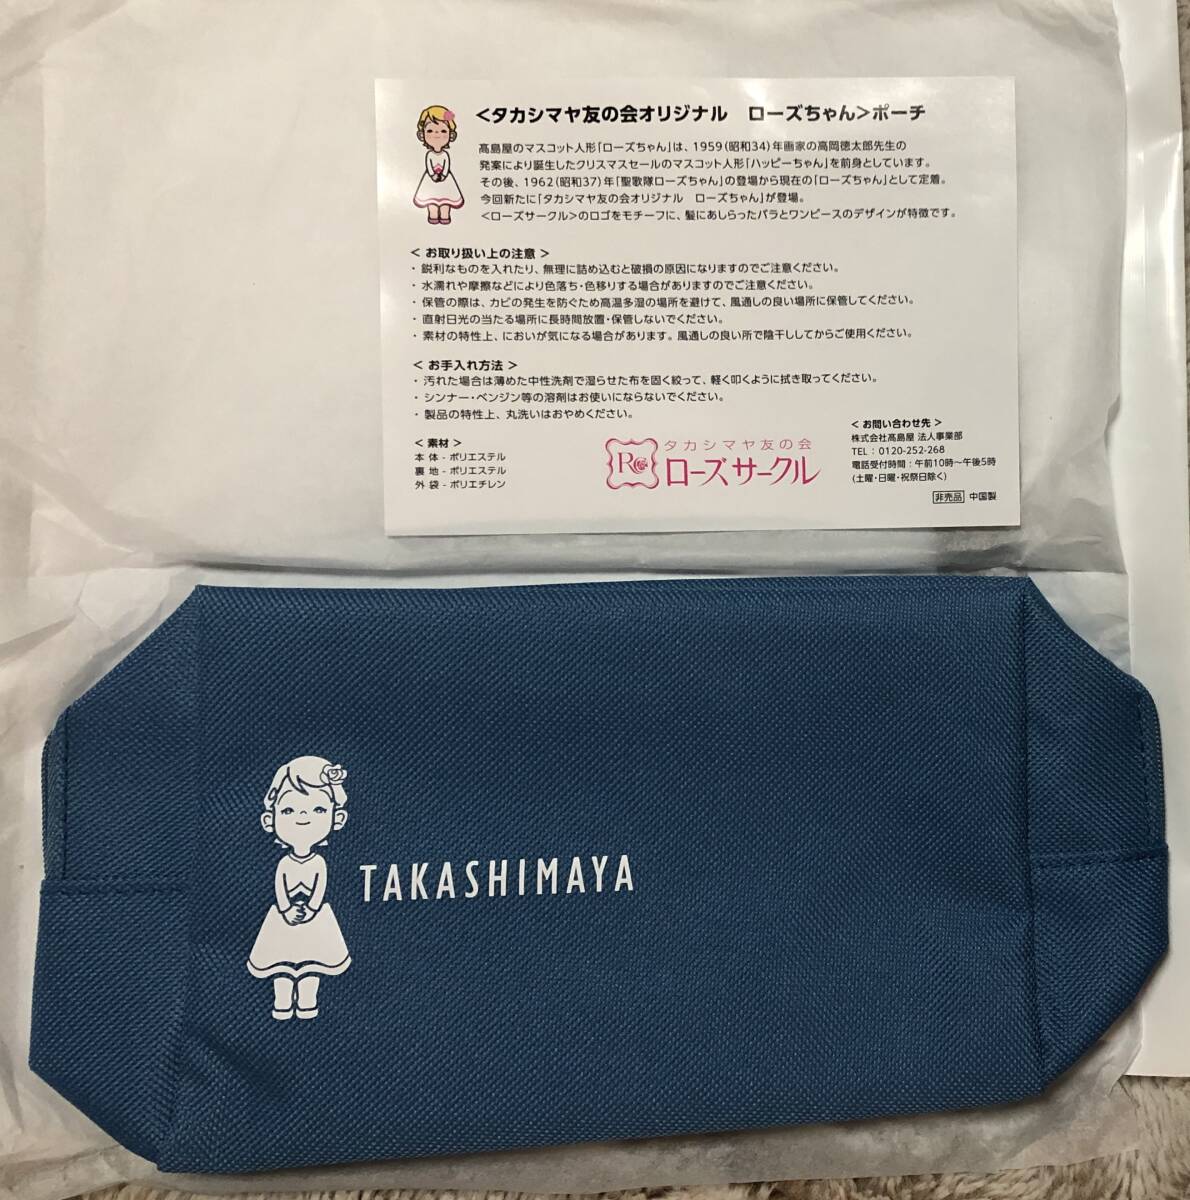 ＜タカシマヤ友の会オリジナル　ローズちゃん＞ポーチ
髙島屋のマスコット人形「ローズちゃん」は、1959(昭和34)年画家の高岡徳太郎先生の
発案により誕生したクリスマスセールのマスコット人形「ハッピーちゃん」を前身としています。
その後、1962(昭和37)年「聖歌隊ローズちゃん」の登場から現在の「ローズちゃん」として定着。
今回新たに「タカシマヤ友の会オリジナル　ローズちゃん」が登場。
＜ローズサークル＞のロゴをモチーフに、髪にあしらったバラとワンピースのデザインが特徴です。
＜ お取り扱い上の注意 ＞
・ 鋭利なものを入れたり、無理に詰め込むと破損の原因になりますのでご注意ください。
・ 水濡れや摩擦などにより色落ち・色移りする場合がありますのでご注意ください。
・ 保管の際は、カビの発生を防ぐため高温多湿の場所を避けて、風通しの良い場所に保管してください。
・ 直射日光の当たる場所に長時間放置・保管しないでください。
・ 素材の特性上、においが気になる場合があります。風通しの良い所で陰干ししてからご使用ください。
＜ お手入れ方法 ＞
・ 汚れた場合は薄めた中性洗剤で湿らせた布を固く絞って、軽く叩くように拭き取ってください。
・ シンナー・ベンジン等の溶剤はお使いにならないでください。
・ 製品の特性上、丸洗いはおやめください。
＜ 素材 ＞
本 体 - ポリエステル
裏 地 - ポリエステル
外 袋 - ポリエチレン
R
タカシマヤ友の会
ローズサークル
＜ お問い合わせ先 ＞
株式会社髙島屋 法人事業部
TEL：0120-252-268
電話受付時間：午前10時～午後5時
(土曜・日曜・祝祭日除く)
非売品 中国製
TAKASHIMAYA